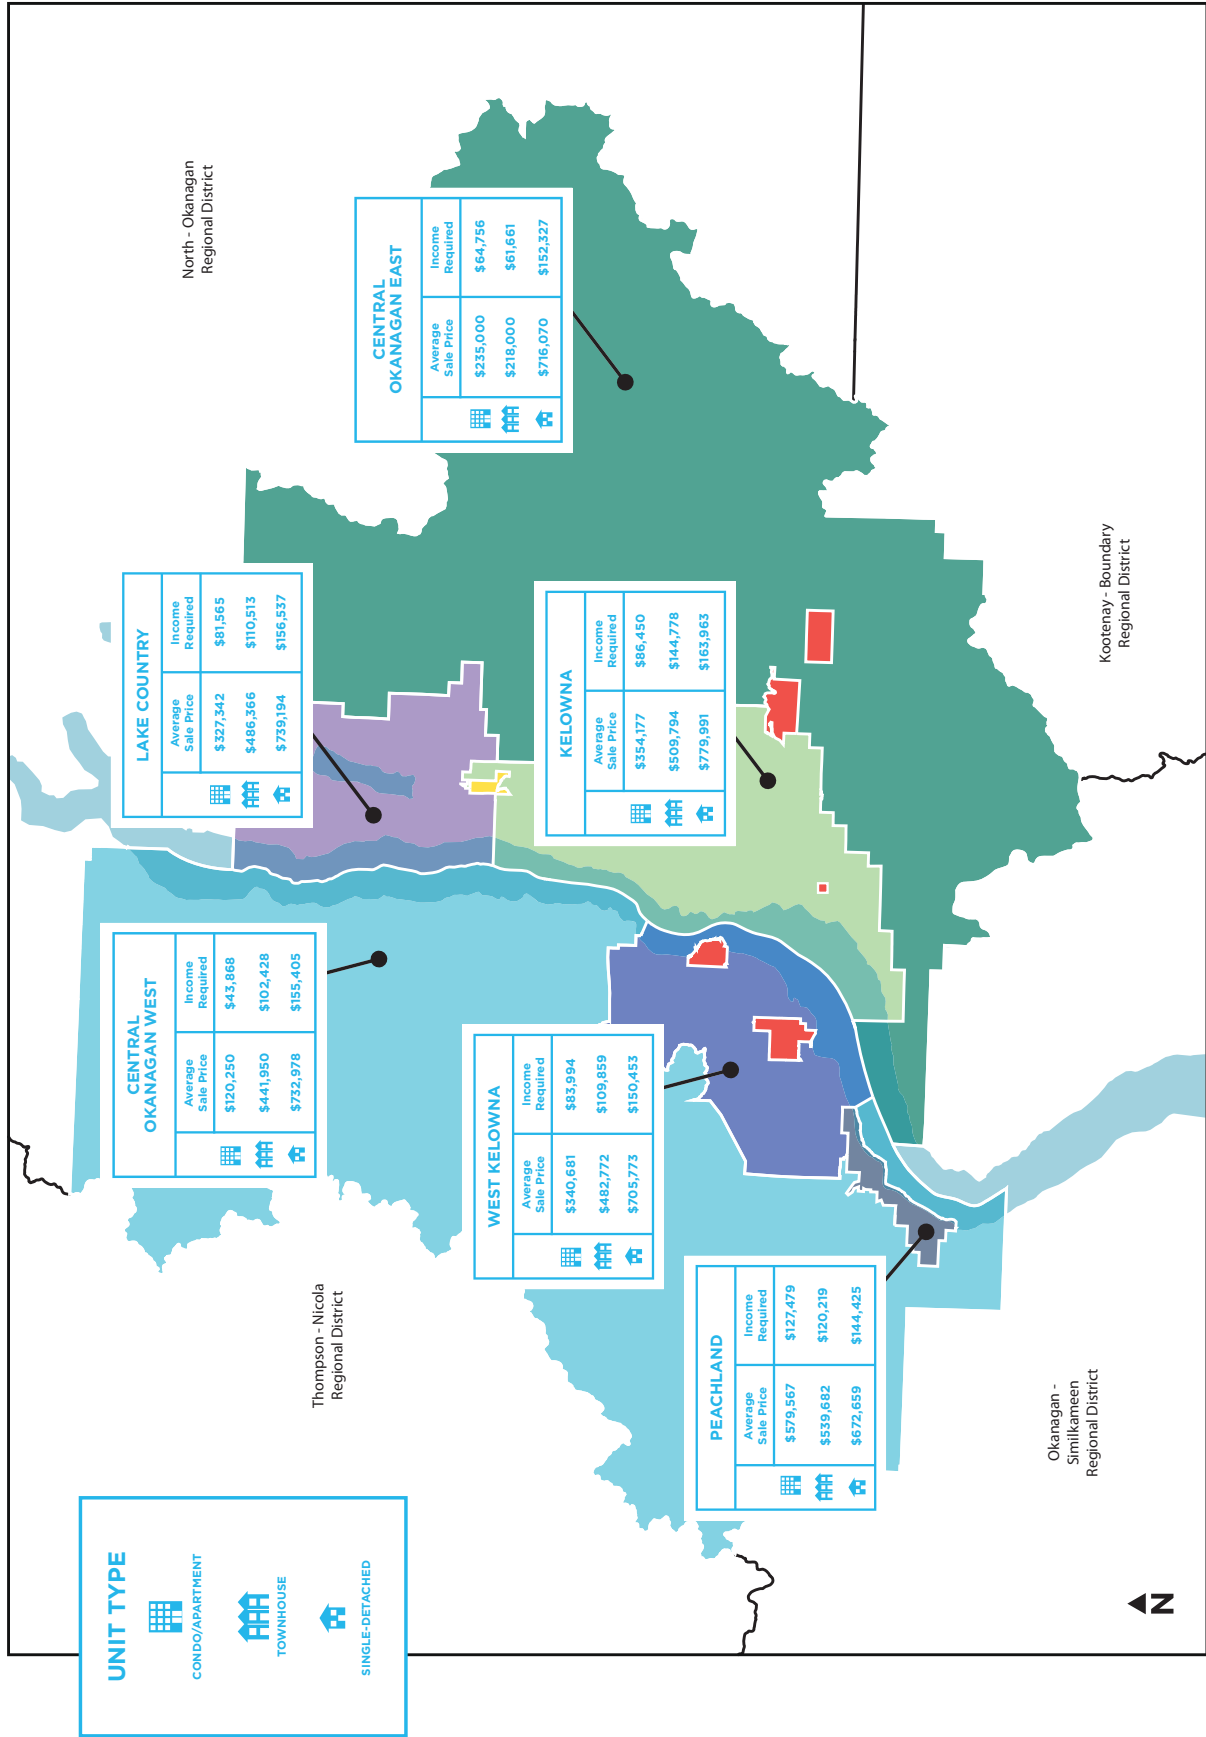 UNIT TYPE
CONDO/APARTMENT
TOWNHOUSE
SINGLE-DETACHED
Thompson - Nicola
Regional District
North - Okanagan
Regional District
Okanagan -
Similkameen
Regional District
Kootenay - Boundary
Regional District
N
CENTRAL
OKANAGAN WEST
Average
Sale Price
Income
Required
$120,250 $43,868
$441,950 $102,428
$732,978 $155,405
LAKE COUNTRY
Average
Sale Price
Income
Required
$327,342 $81,565
$486,366 $110,513
$739,194 $156,537
CENTRAL
OKANAGAN EAST
Average
Sale Price
Income
Required
$235,000 $64,756
$218,000 $61,661
$716,070 $152,327
WEST KELOWNA
Average
Sale Price
Income
Required
$340,681 $83,994
$482,772 $109,859
$705,773 $150,453
KELOWNA
Average
Sale Price
Income
Required
$354,177 $86,450
$509,794 $144,778
$779,991 $163,963
PEACHLAND
Average
Sale Price
Income
Required
$579,567 $127,479
$539,682 $120,219
$672,659 $144,425